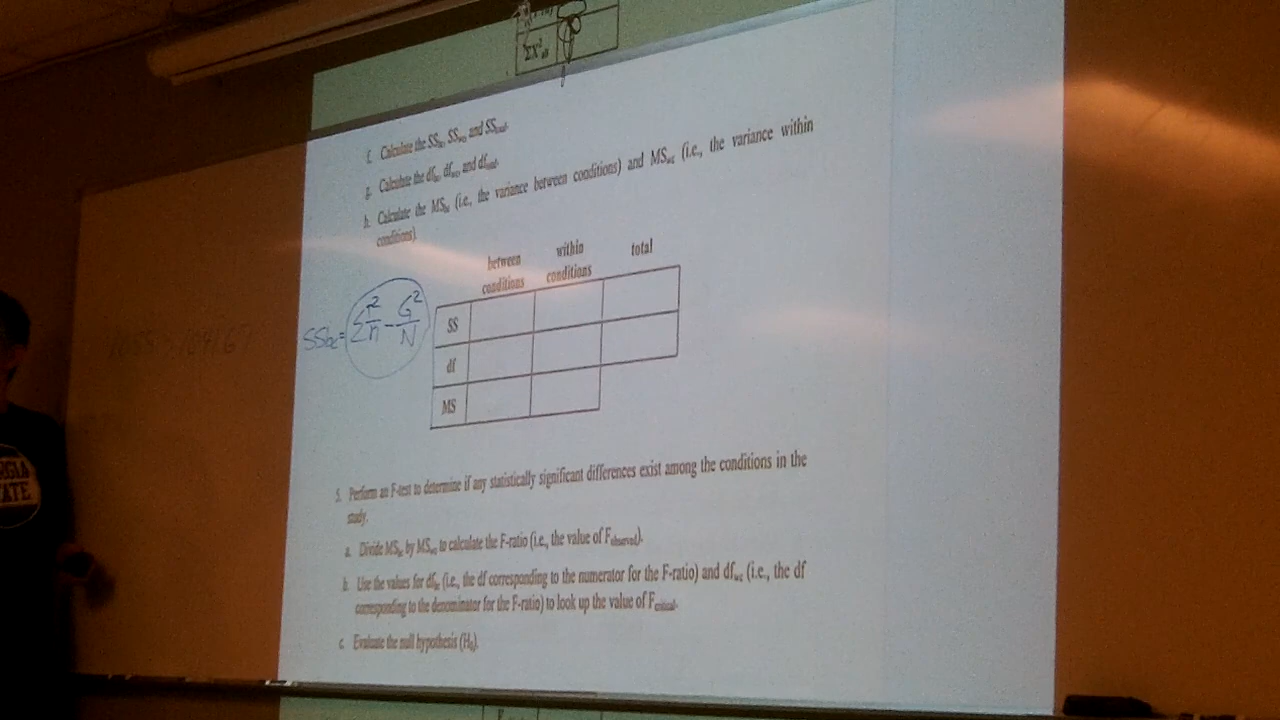 ΣX²
f. Calculate the SSbc, SSwc, and SStotal.
g. Calculate the dfbc, dfwc, and dftotal.
h. Calculate the MSbc (i.e., the variance between conditions) and MSwc (i.e., the variance within
conditions).
between conditions
within conditions
total
SSbc= Σ T²/n - G²/N
SS
df
MS
5. Perform an F-test to determine if any statistically significant differences exist among the conditions in the
study.
a. Divide MSbc by MSwc to calculate the F-ratio (i.e., the value of Fobserved).
b. Use the values for dfbc (i.e., the df corresponding to the numerator for the F-ratio) and dfwc (i.e., the df
corresponding to the denominator for the F-ratio) to look up the value of Fcritical.
c. Evaluate the null hypothesis (H0).
RGIA
ATE